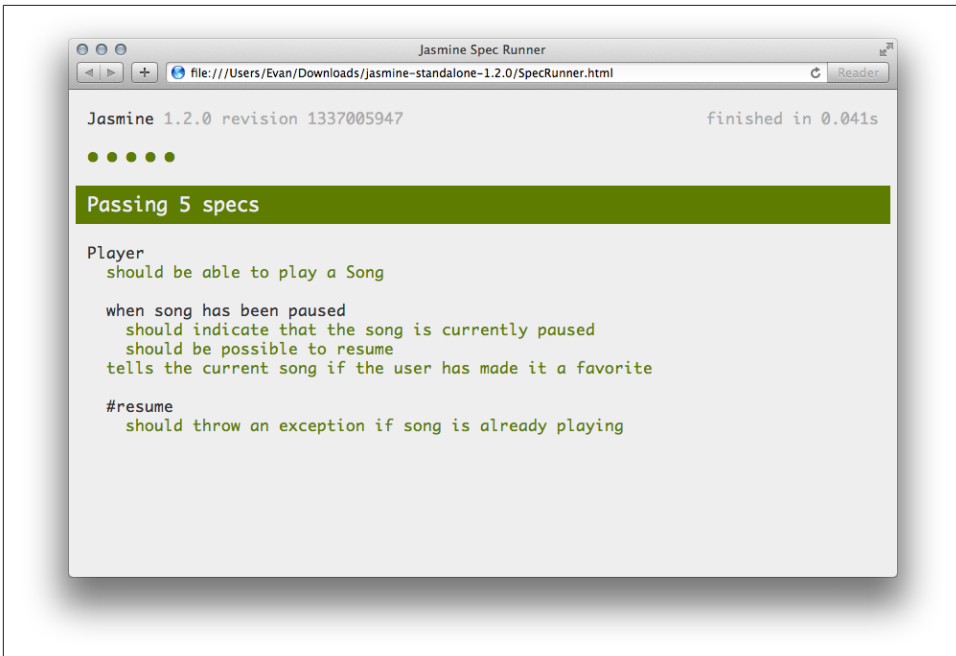 Jasmine Spec Runner
file:///Users/Evan/Downloads/jasmine-standalone-1.2.0/SpecRunner.html
Reader
Jasmine 1.2.0 revision 1337005947
finished in 0.041s
Passing 5 specs
Player
should be able to play a Song
when song has been paused
should indicate that the song is currently paused
should be possible to resume
tells the current song if the user has made it a favorite
#resume
should throw an exception if song is already playing